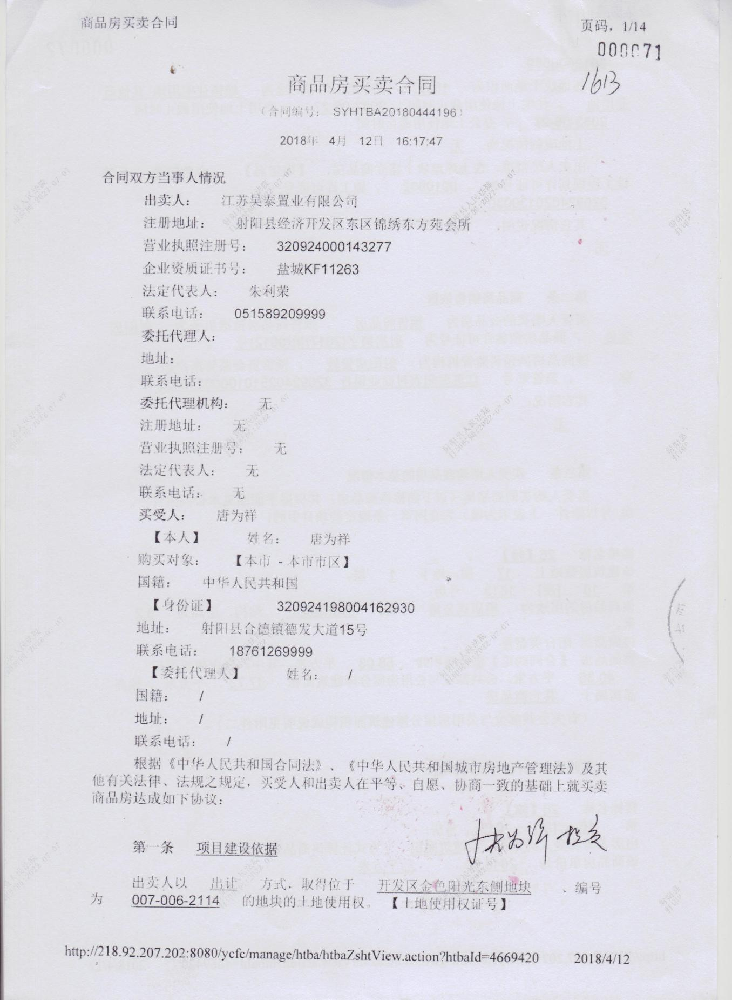 商品房买卖合同
页码，1/14
000071
1613
商品房买卖合同
（合同编号： SYHTBA20180444196）
2018年 4月 12日 16:17:47
合同双方当事人情况
出卖人： 江苏吴泰置业有限公司
注册地址： 射阳县经济开发区东区锦绣东方苑会所
营业执照注册号： 320924000143277
企业资质证书号： 盐城KF11263
法定代表人： 朱利荣
联系电话： 051589209999
委托代理人：
地址：
联系电话：
委托代理机构： 无
注册地址： 无
营业执照注册号： 无
法定代表人： 无
联系电话： 无
买受人： 唐为祥
【本人】 姓名： 唐为祥
购买对象： 【本市 - 本市市区】
国籍： 中华人民共和国
【身份证】 320924198004162930
地址： 射阳县合德镇德发大道15号
联系电话： 18761269999
【委托代理人】 姓名： /
国籍： /
地址： /
联系电话： /
根据《中华人民共和国合同法》、《中华人民共和国城市房地产管理法》及其
他有关法律、法规之规定，买受人和出卖人在平等、自愿、协商一致的基础上就买卖
商品房达成如下协议：
第一条 项目建设依据
出卖人以 出让 方式，取得位于 开发区金色阳光东侧地块 、编号
为 007-006-2114 的地块的土地使用权。【土地使用权证号】
http://218.92.207.202:8080/ycfc/manage/htba/htbaZshtView.action?htbaId=4669420 2018/4/12
射阳县人民法院
打印时间:2022-07-07